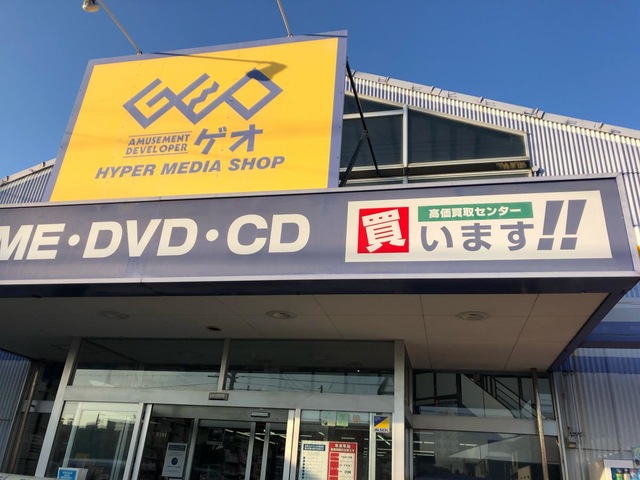 GEO
AMUSEMENT
DEVELOPER
ゲオ
HYPER MEDIA SHOP
ME・DVD・CD
高価買取センター
買います!!